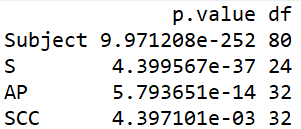 p.value df
Subject 9.971208e-252 80
S 4.399567e-37 24
AP 5.793651e-14 32
SCC 4.397101e-03 32